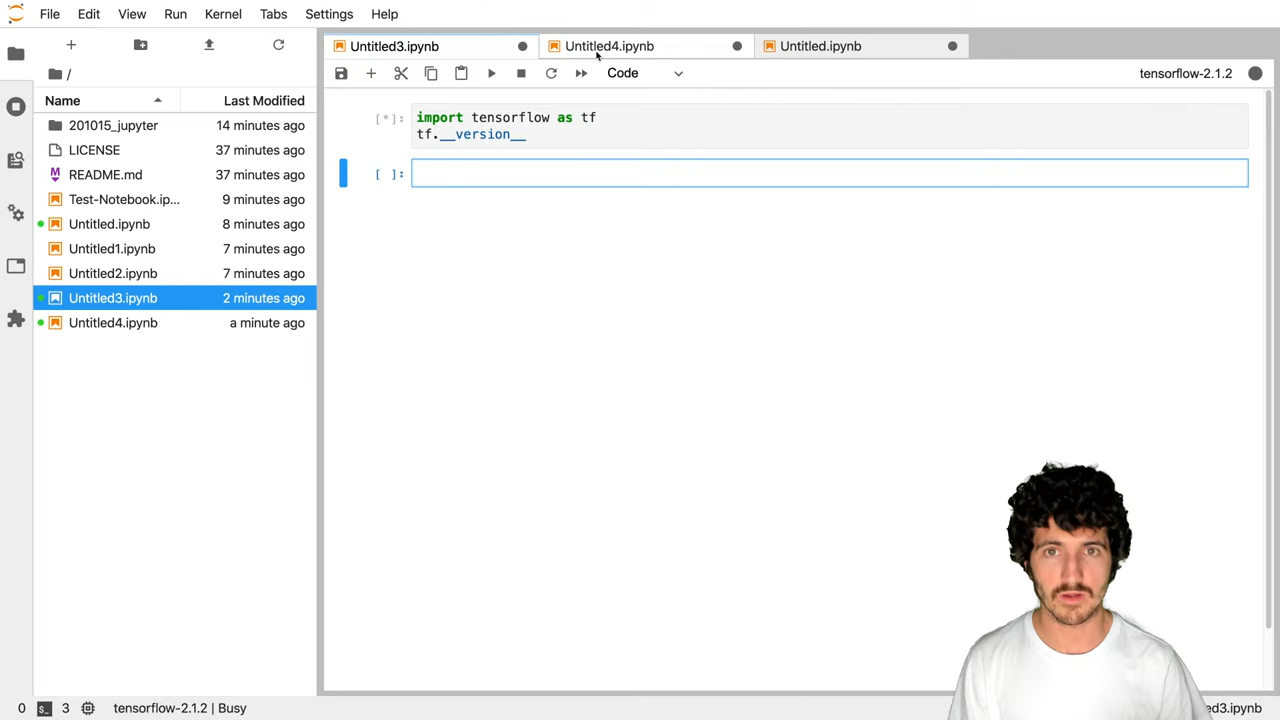 File Edit View Run Kernel Tabs Settings Help
Untitled3.ipynb Untitled4.ipynb Untitled.ipynb
/
Code
tensorflow-2.1.2
Name Last Modified
201015_jupyter 14 minutes ago
LICENSE 37 minutes ago
README.md 37 minutes ago
Test-Notebook.ip... 9 minutes ago
Untitled.ipynb 8 minutes ago
Untitled1.ipynb 7 minutes ago
Untitled2.ipynb 7 minutes ago
Untitled3.ipynb 2 minutes ago
Untitled4.ipynb a minute ago
[*]: import tensorflow as tf
tf.__version__
[ ]:
0 3 tensorflow-2.1.2 | Busy
ed3.ipynb